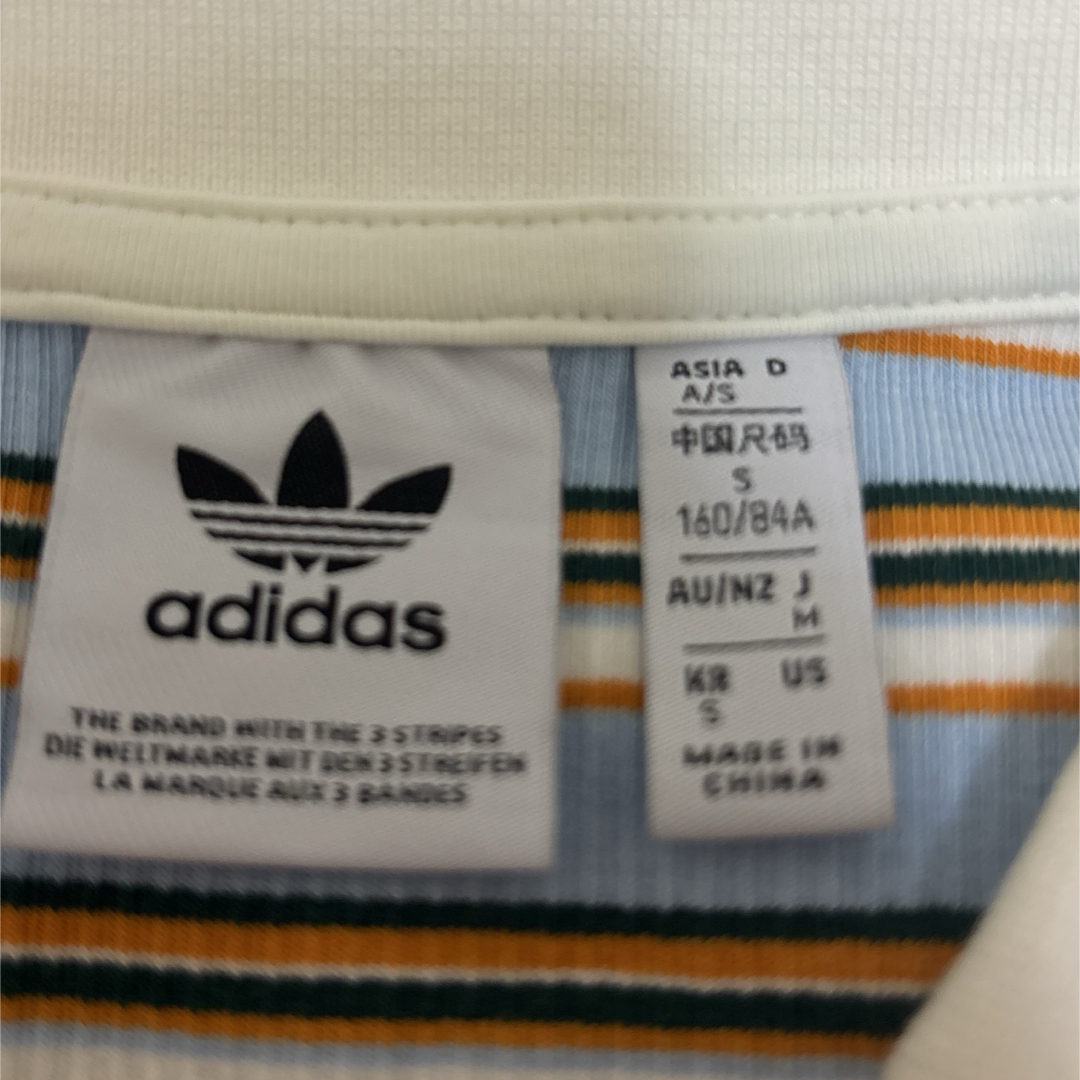 adidas
THE BRAND WITH THE 3 STRIPES
DIE WELTMARKE MIT DEN 3 STREIFEN
LA MARQUE AUX 3 BANDES
ASIA D
A/S
中国尺码
S
160/84A
AU/NZ J
M
KR US
S
MADE IN
CHINA